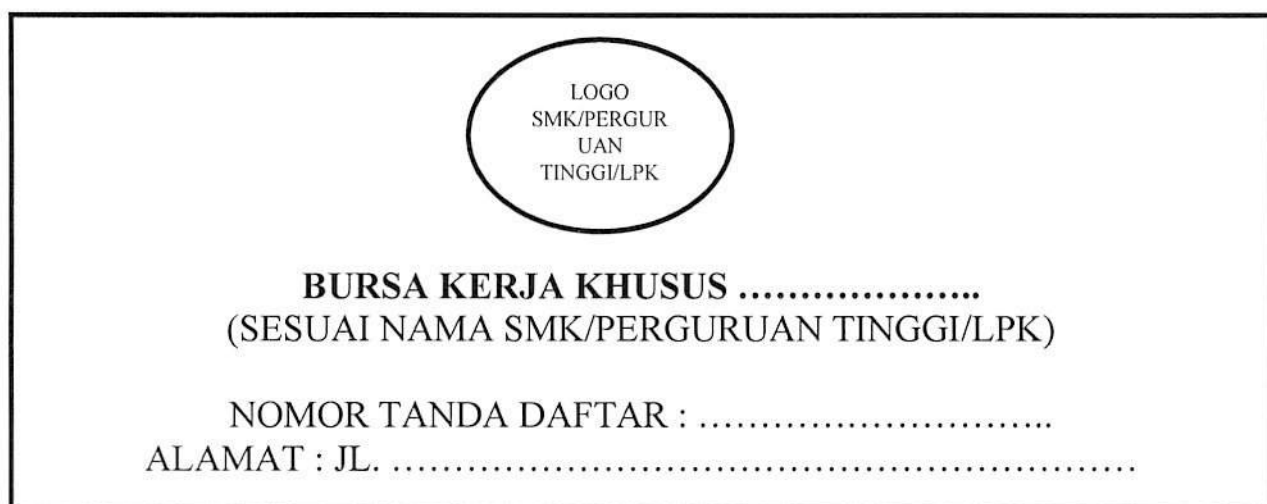 LOGO
SMK/PERGUR
UAN
TINGGI/LPK
BURSA KERJA KHUSUS .....................
(SESUAI NAMA SMK/PERGURUAN TINGGI/LPK)
NOMOR TANDA DAFTAR : ..............................
ALAMAT : JL. ...............................................................